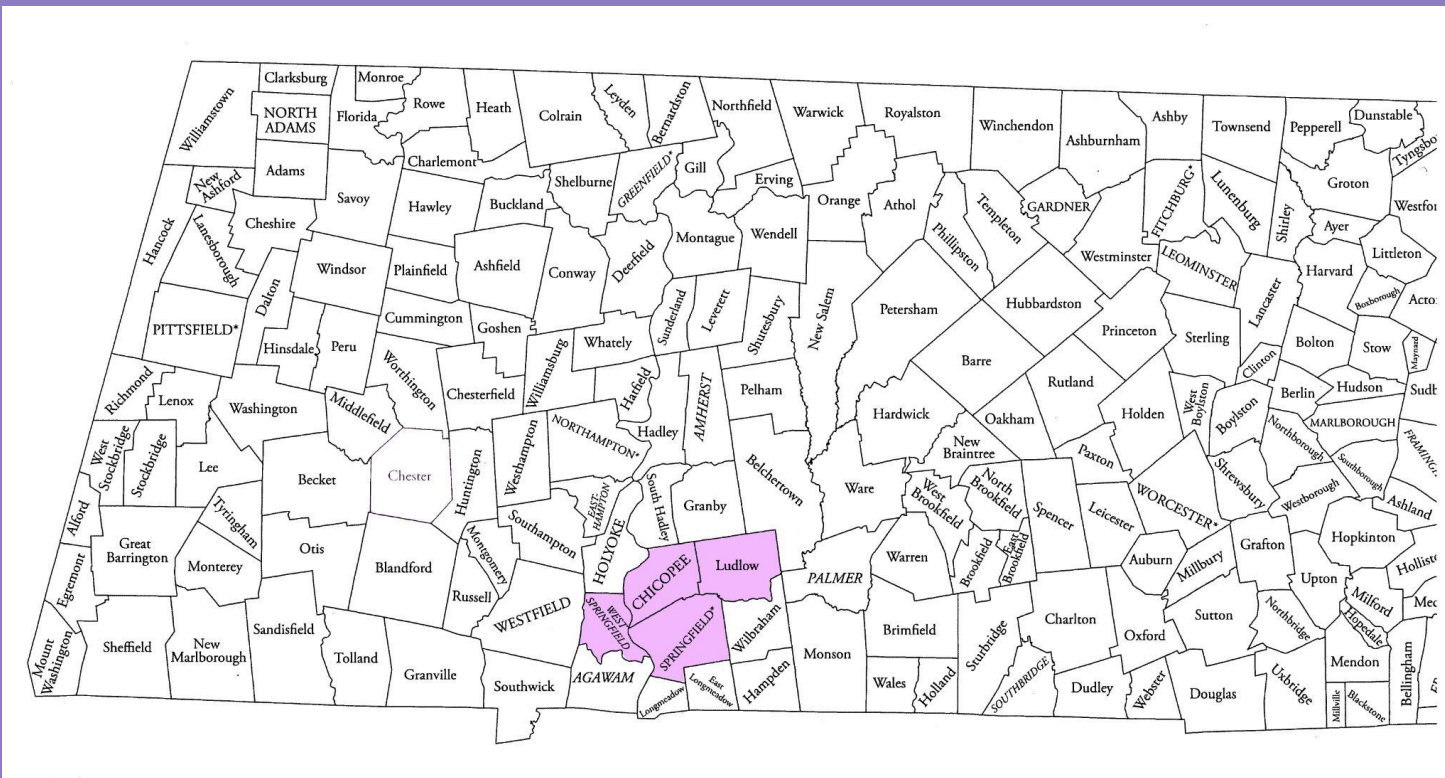 Clarksburg
Monroe
Williamstown
NORTH
ADAMS
Florida
Rowe
Heath
Colrain
Leyden
Bernardston
Northfield
Warwick
Royalston
Winchendon
Ashburnham
Ashby
Townsend
Pepperell
Dunstable
Tyngsbo
New
Ashford
Adams
Charlemont
Savoy
Hawley
Buckland
Shelburne
GREENFIELD*
Gill
Erving
Orange
Athol
Phillipston
Templeton
GARDNER
Westminster
FITCHBURG*
Lunenburg
Shirley
Groton
Ayer
Westfor
Littleton
Hancock
Lanesborough
Cheshire
Windsor
Plainfield
Ashfield
Conway
Deerfield
Montague
Wendell
LEOMINSTER
Lancaster
Harvard
Boxborough
Acto
PITTSFIELD*
Dalton
Hinsdale
Peru
Cummington
Goshen
Whately
Sunderland
Leverett
Shutesbury
New Salem
Petersham
Hubbardston
Princeton
Sterling
Clinton
Bolton
Stow
Maynard
Richmond
Lenox
Washington
Middlefield
Worthington
Chesterfield
Williamsburg
Hatfield
AMHERST
Pelham
Barre
Rutland
Holden
West
Boylston
Boylston
Berlin
Hudson
Sudb
West
Stockbridge
Stockbridge
Lee
Becket
Chester
Huntington
Westhampton
NORTHAMPTON*
Hadley
Belchertown
Hardwick
Oakham
New
Braintree
Paxton
WORCESTER*
Shrewsbury
Northborough
MARLBOROUGH
Southborough
FRAMING
Westborough
Ashland
Alford
Tyringham
Great
Barrington
Monterey
Otis
Blandford
Montgomery
Southampton
EAST-
HAMPTON
HOLYOKE
South Hadley
Granby
Ware
West
Brookfield
North
Brookfield
Spencer
Leicester
Auburn
Millbury
Grafton
Hopkinton
Hollisto
Egremont
Russell
WESTFIELD
CHICOPEE
Ludlow
PALMER
Warren
Brookfield
East
Brookfield
Charlton
Oxford
Sutton
Upton
Northbridge
Milford
Hopedale
Med
Mount
Washington
Sheffield
New
Marlborough
Sandisfield
Tolland
Granville
Southwick
WEST
SPRINGFIELD
SPRINGFIELD*
AGAWAM
Longmeadow
East
Longmeadow
Wilbraham
Hampden
Monson
Brimfield
Wales
Holland
Sturbridge
SOUTHBRIDGE
Dudley
Webster
Douglas
Uxbridge
Mendon
Millville
Blackstone
Bellingham